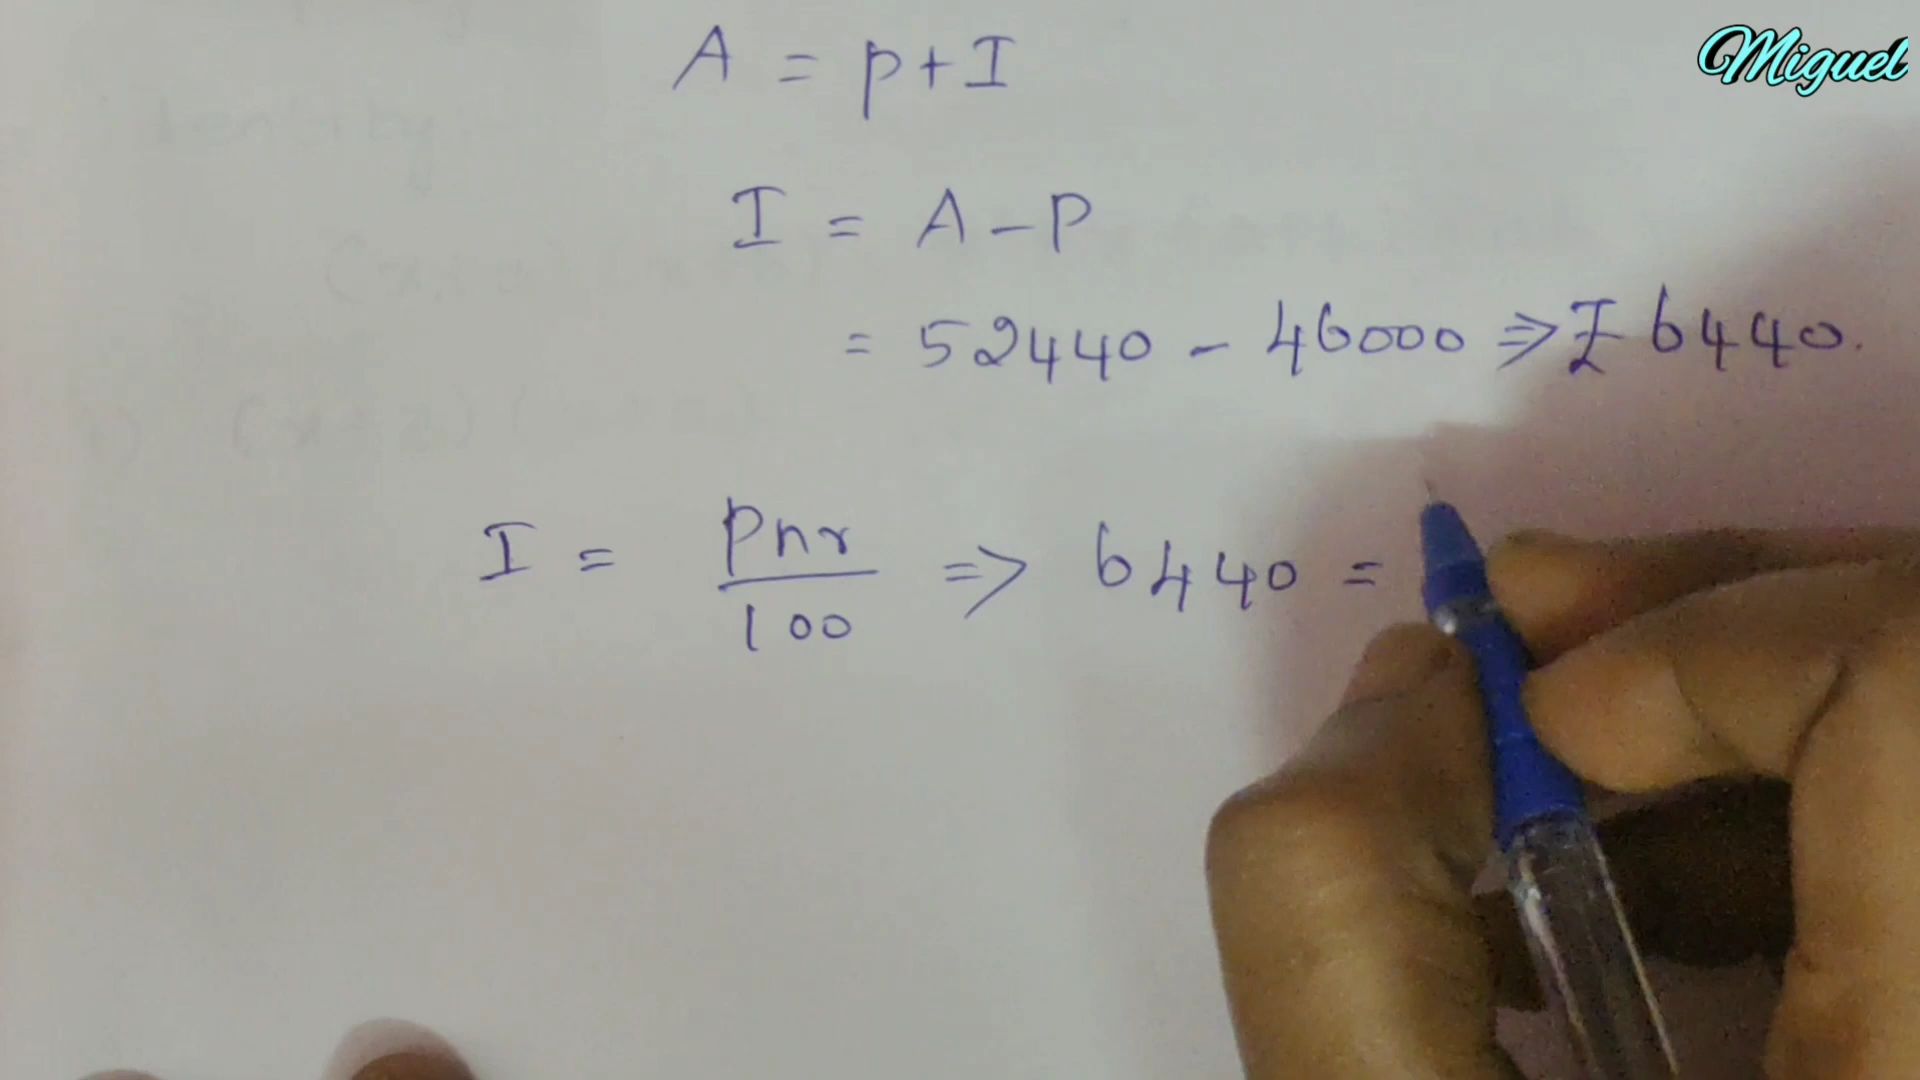 Miguel
A = P+I
I = A-P
= 52440 - 46000 ⇒ ₹ 6440.
I = Pnr/100 ⇒ 6440 =